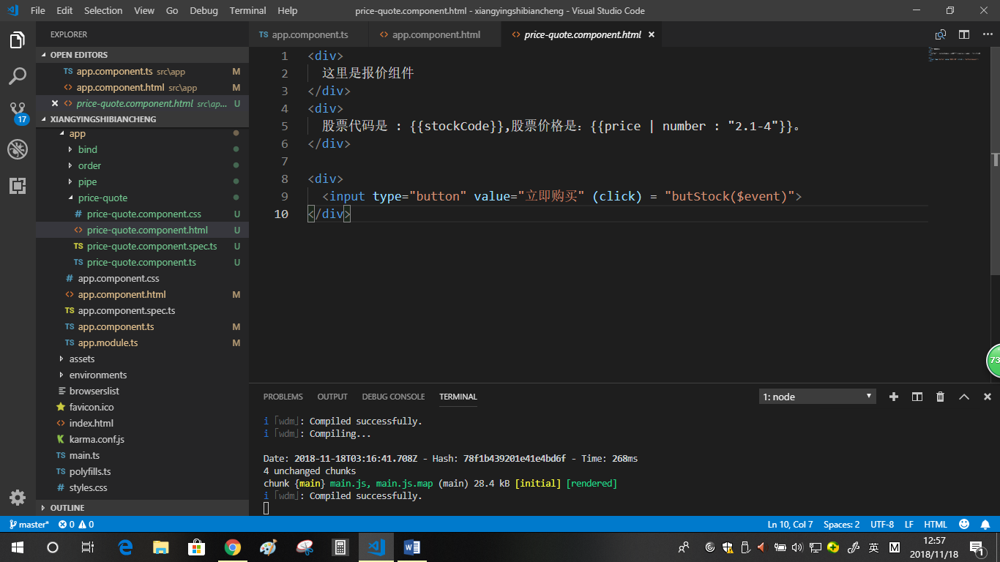 File Edit Selection View Go Debug Terminal Help price-quote.component.html - xiangyingshibiancheng - Visual Studio Code
EXPLORER
OPEN EDITORS
TS app.component.ts src\app M
<> app.component.html src\app M
<> price-quote.component.html src\ap... U
17
XIANGYINGSHIBIANCHENG
app
bind
order
pipe
price-quote
# price-quote.component.css U
<> price-quote.component.html U
TS price-quote.component.spec.ts U
TS price-quote.component.ts U
# app.component.css
<> app.component.html M
TS app.component.spec.ts
TS app.component.ts M
TS app.module.ts M
assets
environments
browserslist
favicon.ico
<> index.html
karma.conf.js
TS main.ts
TS polyfills.ts
# styles.css
OUTLINE
TS app.component.ts <> app.component.html <> price-quote.component.html
1 <div>
2 这里是报价组件
3 </div>
4 <div>
5 股票代码是 : {{stockCode}},股票价格是：{{price | number : "2.1-4"}}。
6 </div>
7
8 <div>
9 <input type="button" value="立即购买" (click) = "butStock($event)">
10 </div>
73
PROBLEMS OUTPUT DEBUG CONSOLE TERMINAL 1: node
i ｢wdm｣: Compiled successfully.
i ｢wdm｣: Compiling...
Date: 2018-11-18T03:16:41.708Z - Hash: 78f1b439201e41e4bd6f - Time: 268ms
4 unchanged chunks
chunk {main} main.js, main.js.map (main) 28.4 kB [initial] [rendered]
i ｢wdm｣: Compiled successfully.
master* 0 0 Ln 10, Col 7 Spaces: 2 UTF-8 LF HTML
英 M 12:57
2018/11/18 1